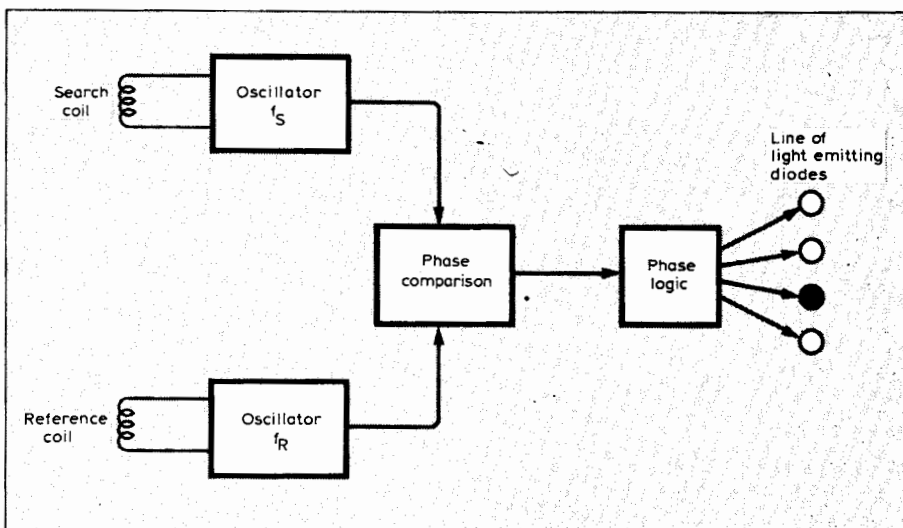 Search
coil
Oscillator
fS
Line of
light emitting
diodes
Phase
comparison
Phase
logic
Reference
coil
Oscillator
fR